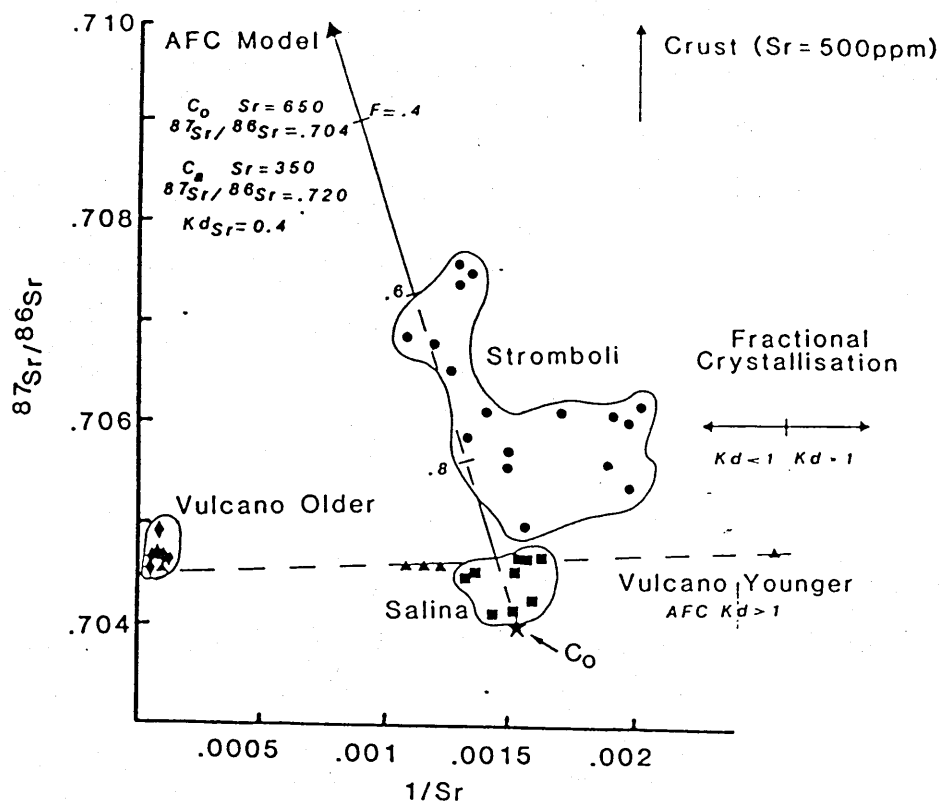 .710
AFC Model
Crust (Sr = 500ppm)
Co Sr = 650
87Sr/ 86Sr = .704
F = .4
Ca Sr = 350
87Sr/ 86Sr = .720
KdSr = 0.4
.708
.6
Stromboli
Fractional
Crystallisation
87Sr/86Sr
.706
Kd < 1 Kd > 1
.8
Vulcano Older
Vulcano Younger
AFC Kd > 1
Salina
.704
Co
.0005
.001
.0015
.002
1/Sr